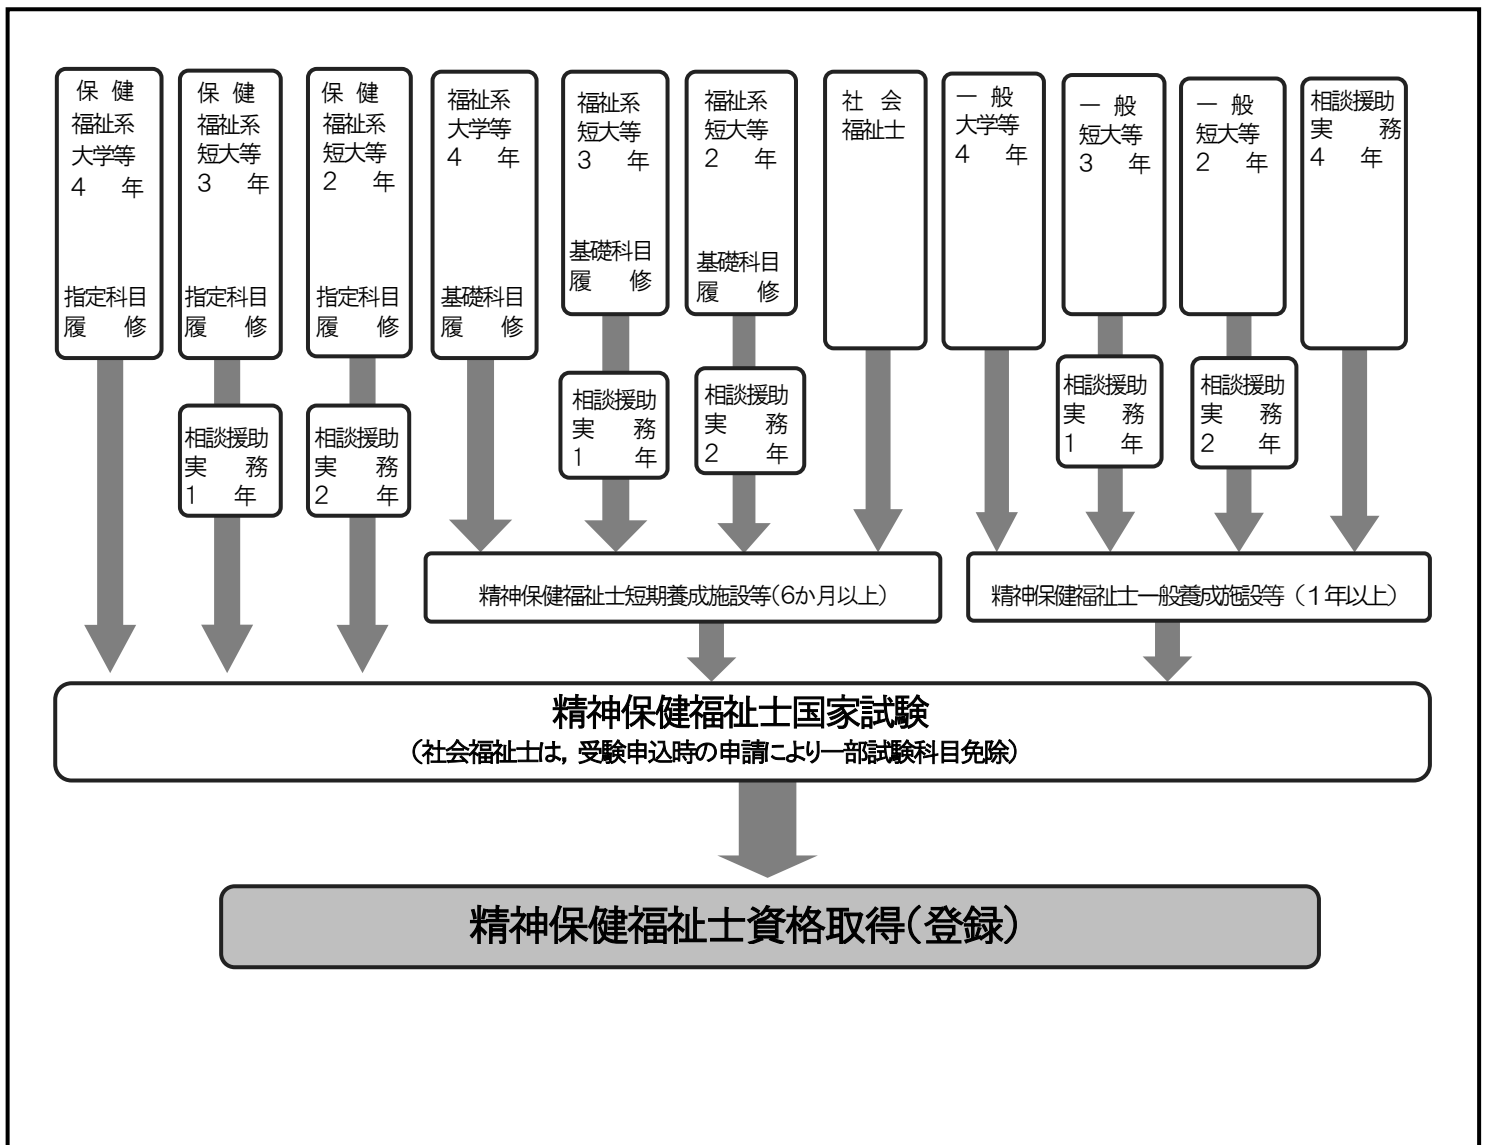 保 健
福祉系
大学等
4 年
指定科目
履 修
保 健
福祉系
短大等
3 年
指定科目
履 修
保 健
福祉系
短大等
2 年
指定科目
履 修
福祉系
大学等
4 年
基礎科目
履 修
福祉系
短大等
3 年
基礎科目
履 修
福祉系
短大等
2 年
基礎科目
履 修
社 会
福祉士
一 般
大学等
4 年
一 般
短大等
3 年
一 般
短大等
2 年
相談援助
実 務
4 年
相談援助
実 務
1 年
相談援助
実 務
2 年
相談援助
実 務
1 年
相談援助
実 務
2 年
相談援助
実 務
1 年
相談援助
実 務
2 年
精神保健福祉士短期養成施設等(6か月以上)
精神保健福祉士一般養成施設等（1年以上）
精神保健福祉士国家試験
(社会福祉士は，受験申込時の申請により一部試験科目免除)
精神保健福祉士資格取得(登録)